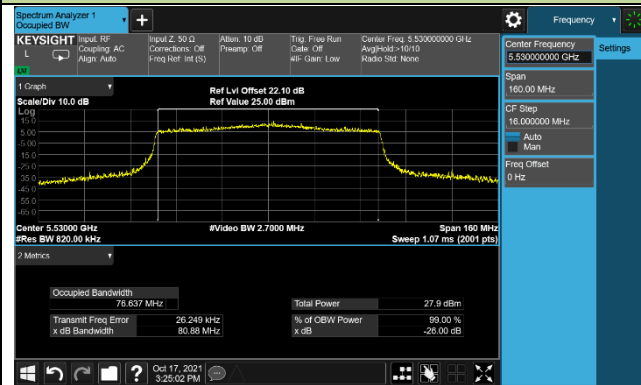 Spectrum Analyzer 1
Occupied BW
Frequency
KEYSIGHT
L
Input: RF
Coupling: AC
Align: Auto
Input Z: 50 Ω
Corrections: Off
Freq Ref: Int (S)
Atten: 10 dB
Preamp: Off
Trig: Free Run
Gate: Off
#IF Gain: Low
Center Freq: 5.530000000 GHz
Avg|Hold:>10/10
Radio Std: None
Center Frequency
5.530000000 GHz
Settings
Span
160.00 MHz
CF Step
16.000000 MHz
Auto
Man
Freq Offset
0 Hz
1 Graph
Scale/Div 10.0 dB
Ref Lvl Offset 22.10 dB
Ref Value 25.00 dBm
Log
15.0
5.00
-5.00
-15.0
-25.0
-35.0
-45.0
-55.0
-65.0
Center 5.53000 GHz
#Video BW 2.7000 MHz
Span 160 MHz
#Res BW 820.00 kHz
Sweep 1.07 ms (2001 pts)
2 Metrics
Occupied Bandwidth
76.637 MHz
Total Power
27.9 dBm
Transmit Freq Error
26.249 kHz
% of OBW Power
99.00 %
x dB Bandwidth
80.88 MHz
x dB
-26.00 dB
?
Oct 17, 2021
3:25:02 PM